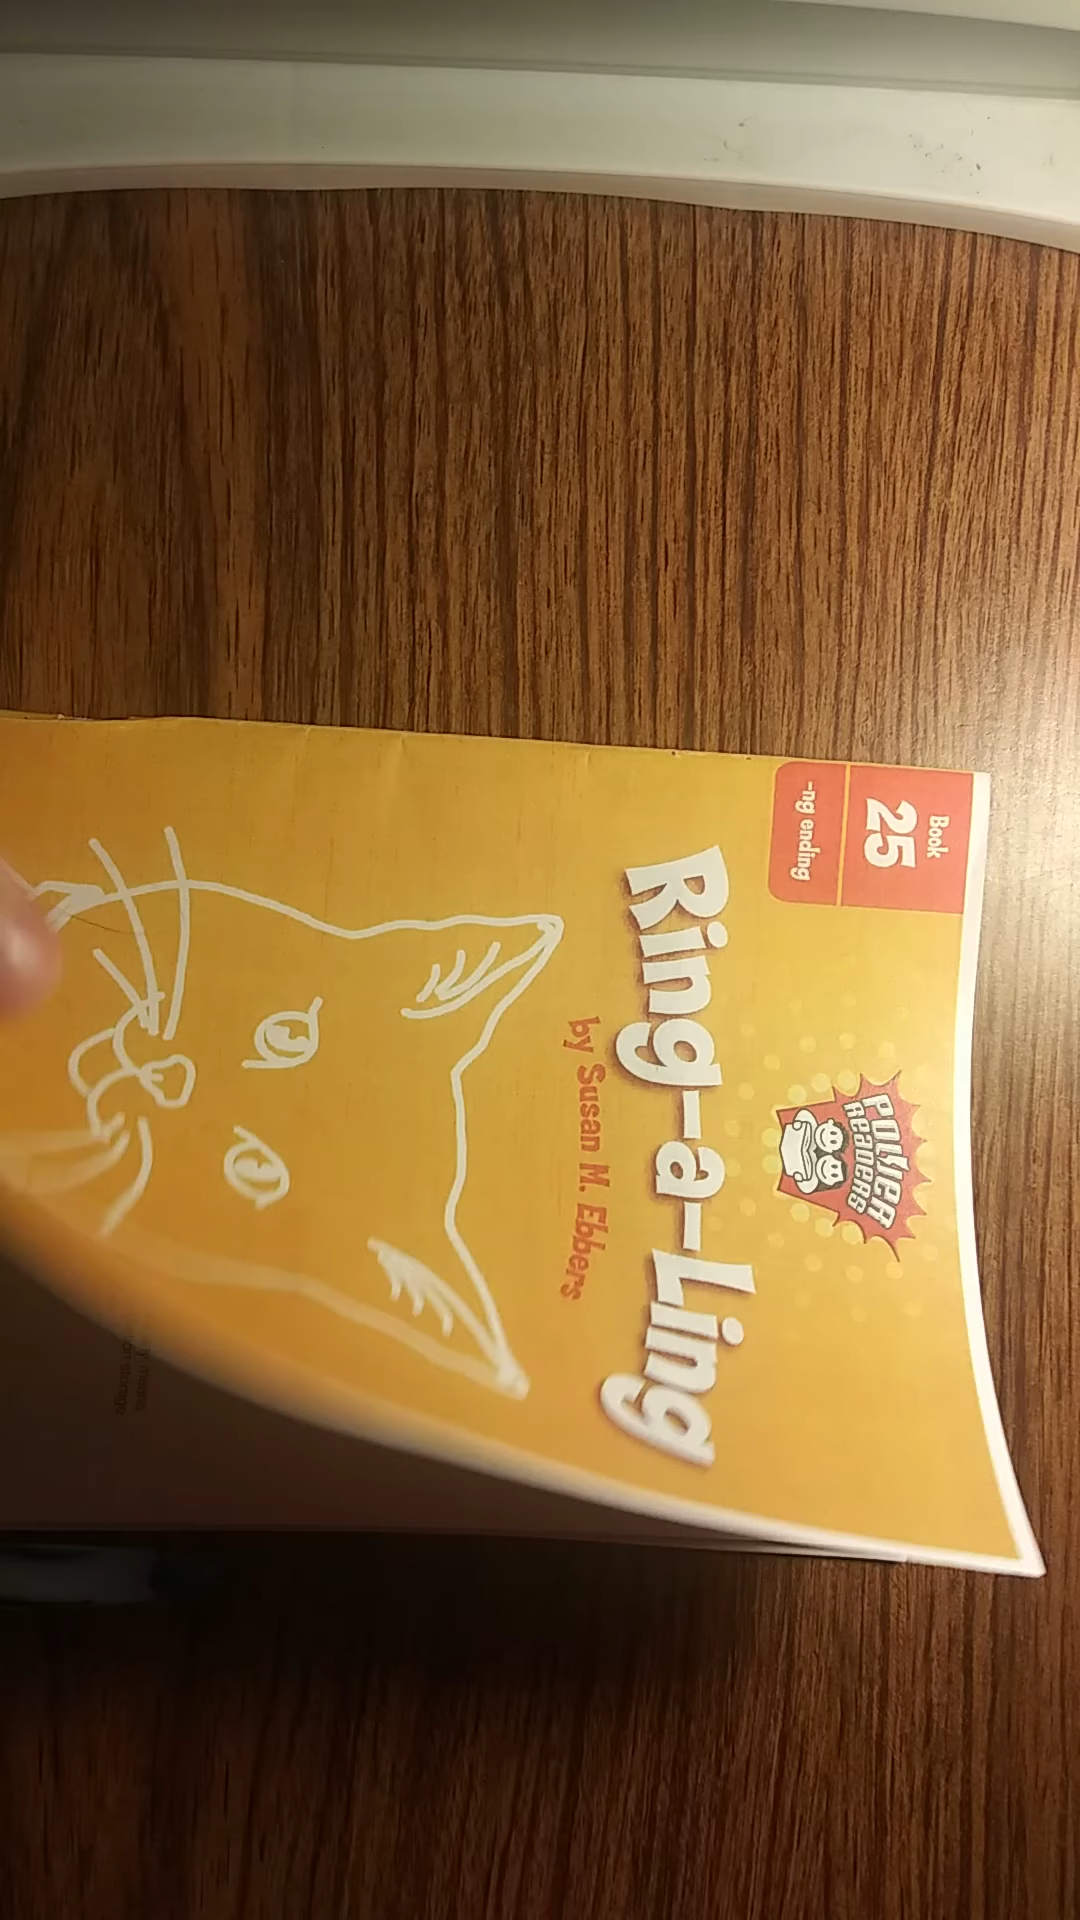 Book
25
-ng ending
POWER
READERS
Ring-a-Ling
by Susan M. Ebbers